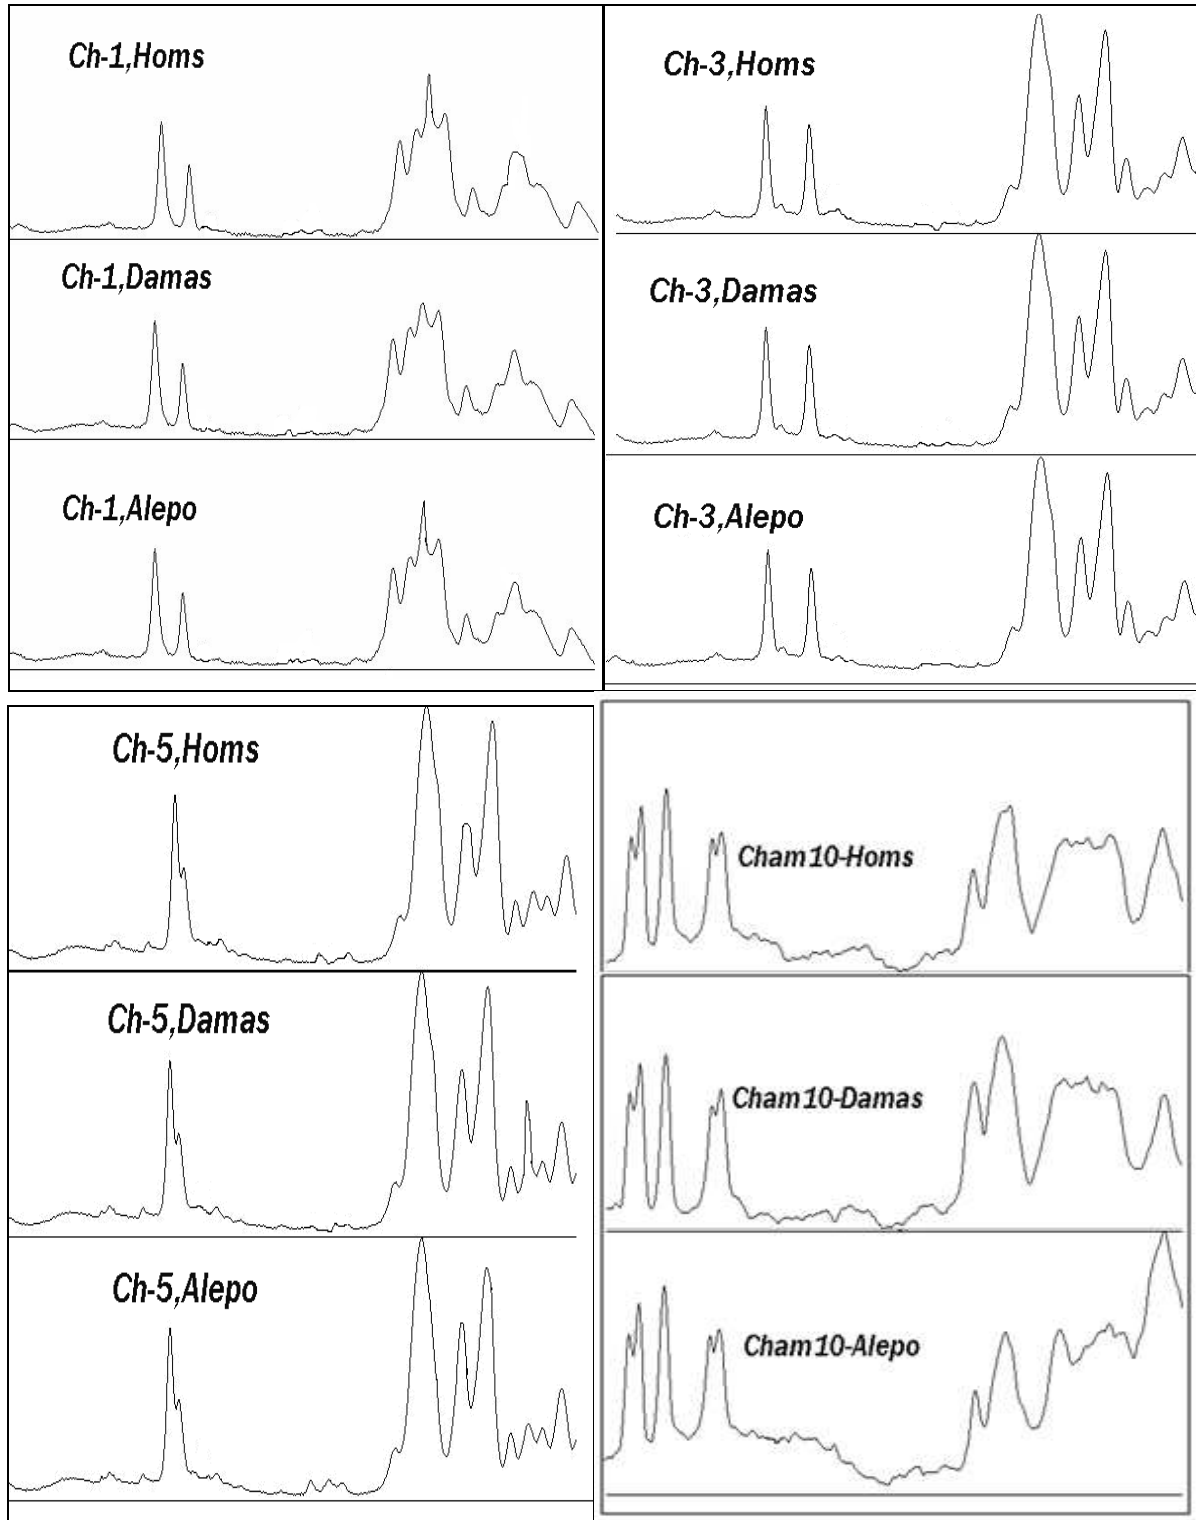 Ch-1,Homs
Ch-1,Damas
Ch-1,Alepo
Ch-3,Homs
Ch-3,Damas
Ch-3,Alepo
Ch-5,Homs
Ch-5,Damas
Ch-5,Alepo
Cham10-Homs
Cham10-Damas
Cham10-Alepo